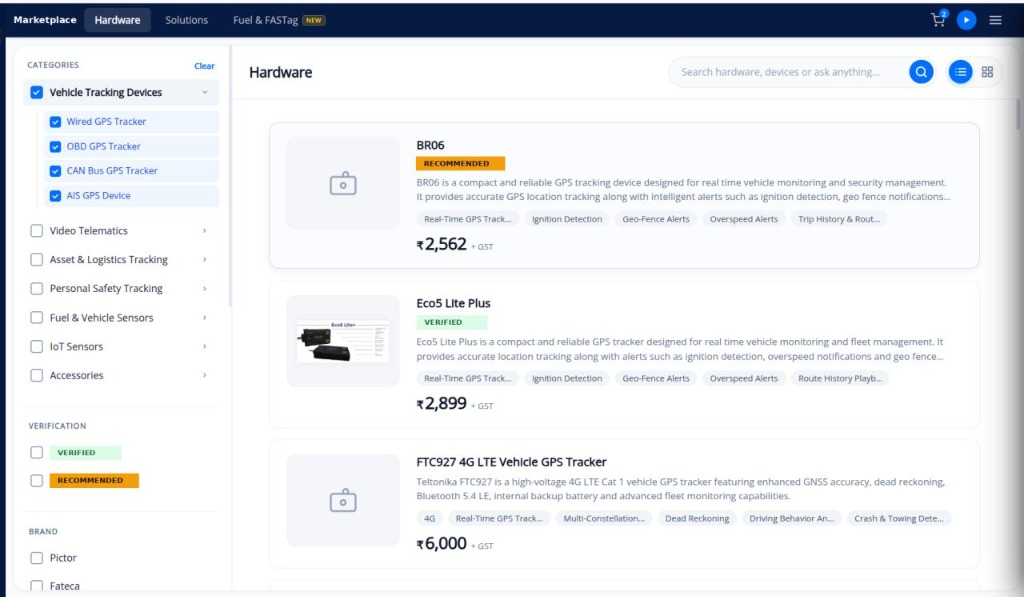 Marketplace
Hardware
Solutions
Fuel & FASTag NEW
2
CATEGORIES
Clear
Vehicle Tracking Devices
Wired GPS Tracker
OBD GPS Tracker
CAN Bus GPS Tracker
AIS GPS Device
Video Telematics
Asset & Logistics Tracking
Personal Safety Tracking
Fuel & Vehicle Sensors
IoT Sensors
Accessories
VERIFICATION
VERIFIED
RECOMMENDED
BRAND
Pictor
Fateca
Hardware
Search hardware, devices or ask anything...
BR06
RECOMMENDED
BR06 is a compact and reliable GPS tracking device designed for real time vehicle monitoring and security management.
It provides accurate GPS location tracking along with intelligent alerts such as ignition detection, geo fence notifications...
Real-Time GPS Track... Ignition Detection Geo-Fence Alerts Overspeed Alerts Trip History & Rout...
₹2,562 + GST
Eco5 Lite+
Eco5 Lite Plus
VERIFIED
Eco5 Lite Plus is a compact and reliable GPS tracker designed for real time vehicle monitoring and fleet management. It
provides accurate location tracking along with alerts such as ignition detection, overspeed notifications and geo fence...
Real-Time GPS Track... Ignition Detection Geo-Fence Alerts Overspeed Alerts Route History Playb...
₹2,899 + GST
FTC927 4G LTE Vehicle GPS Tracker
Teltonika FTC927 is a high-voltage 4G LTE Cat 1 vehicle GPS tracker featuring enhanced GNSS accuracy, dead reckoning,
Bluetooth 5.4 LE, internal backup battery and advanced fleet monitoring capabilities.
4G Real-Time GPS Track... Multi-Constellation... Dead Reckoning Driving Behavior An... Crash & Towing Dete...
₹6,000 + GST